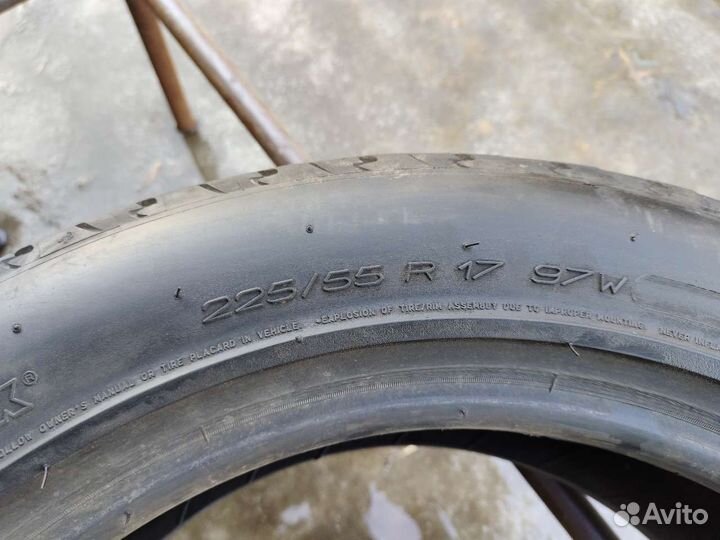 225/55 R 17 97W
EXPLOSION OF TIRE/RIM ASSEMBLY DUE TO IMPROPER MOUNTING. NEVER
OLLOW OWNER'S MANUAL OR TIRE PLACARD IN VEHICLE.
Avito